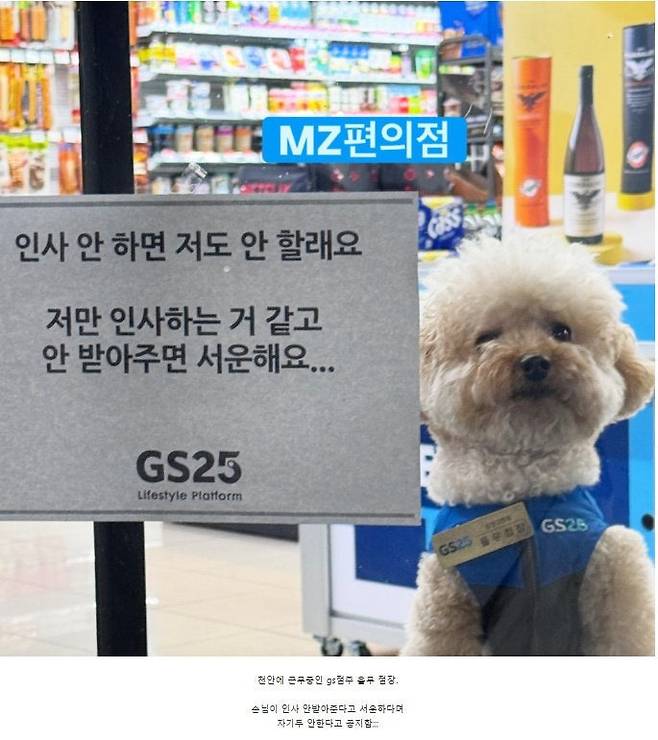 MZ편의점
인사 안 하면 저도 안 할래요
저만 인사하는 거 같고
안 받아주면 서운해요...
GS25
Lifestyle Platform
GS25
GS25
CASS
천안에 근무중인 gs점주 율무 점장.
손님이 인사 안받아준다고 서운하다며
자기두 안한다고 공지함;;;